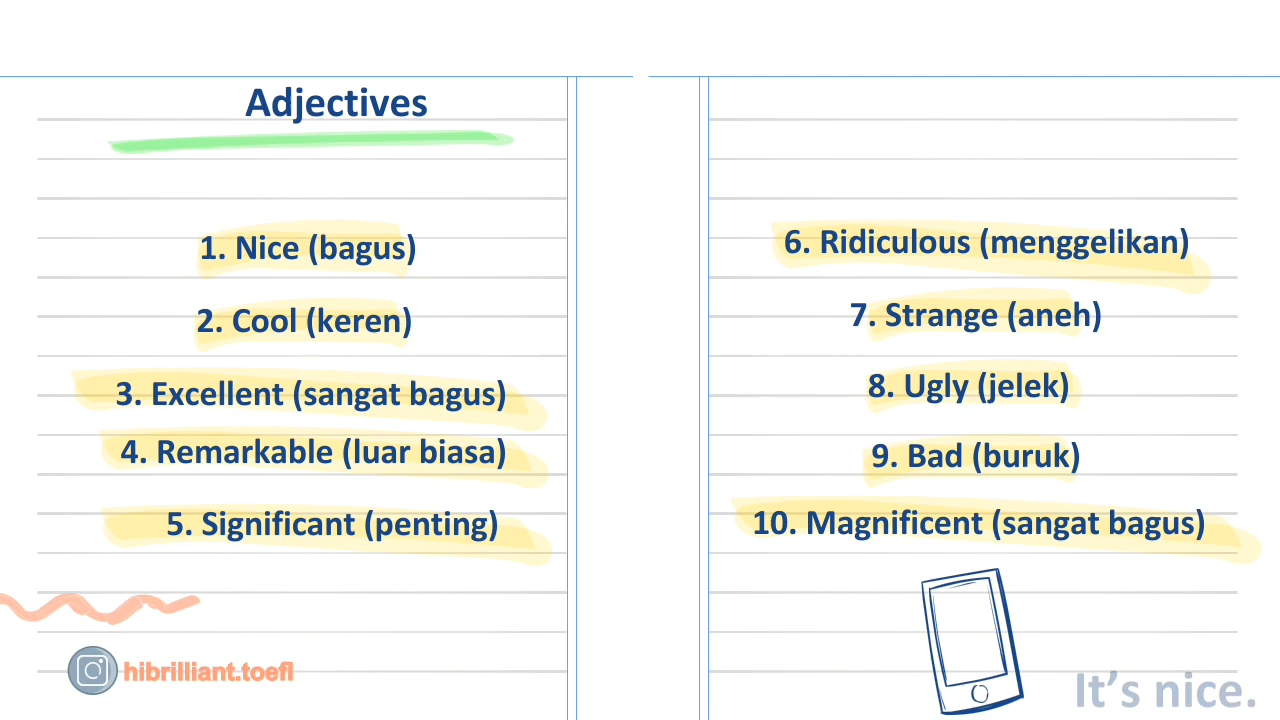 Adjectives
1. Nice (bagus)
2. Cool (keren)
3. Excellent (sangat bagus)
4. Remarkable (luar biasa)
5. Significant (penting)
hibrilliant.toefl
6. Ridiculous (menggelikan)
7. Strange (aneh)
8. Ugly (jelek)
9. Bad (buruk)
10. Magnificent (sangat bagus)
It’s nice.